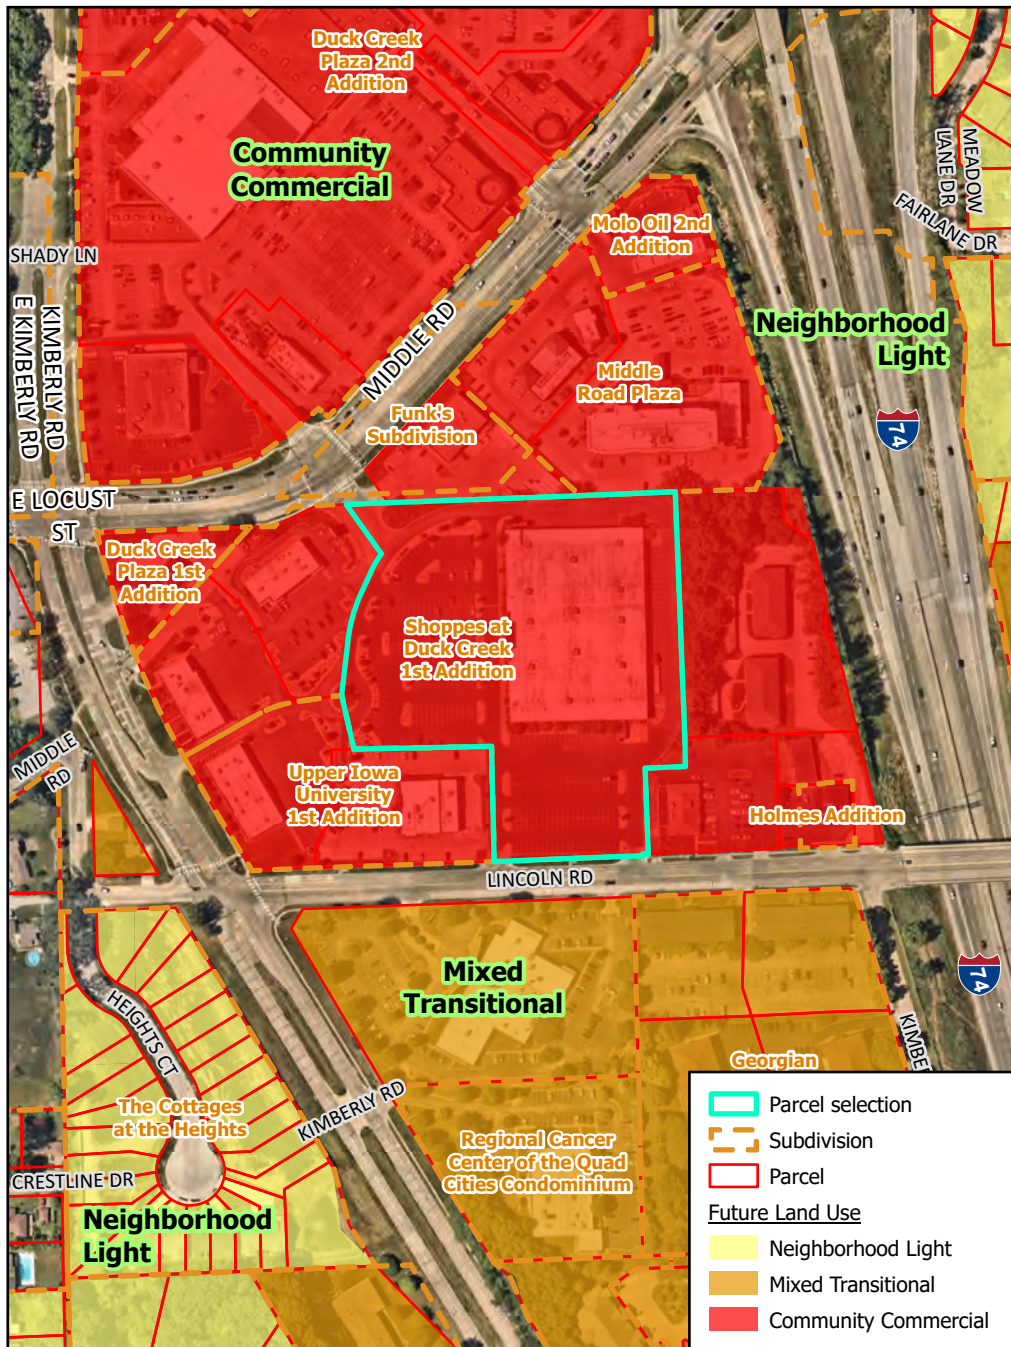 Duck Creek
Plaza 2nd
Addition
Community
Commercial
MEADOW
LANE DR
FAIRLANE DR
Molo Oil 2nd
Addition
SHADY LN
KIMBERLY RD
E KIMBERLY RD
MIDDLE RD
Neighborhood
Light
Middle
Road Plaza
Funk's
Subdivision
74
E LOCUST
ST
Duck Creek
Plaza 1st
Addition
Shoppes at
Duck Creek
1st Addition
MIDDLE
RD
Upper Iowa
University
1st Addition
Holmes Addition
LINCOLN RD
Mixed
Transitional
74
HEIGHTS CT
KIMBE
Georgian
The Cottages
at the Heights
KIMBERLY RD
Regional Cancer
Center of the Quad
Cities Condominium
CRESTLINE DR
Neighborhood
Light
Parcel selection
Subdivision
Parcel
Future Land Use
Neighborhood Light
Mixed Transitional
Community Commercial